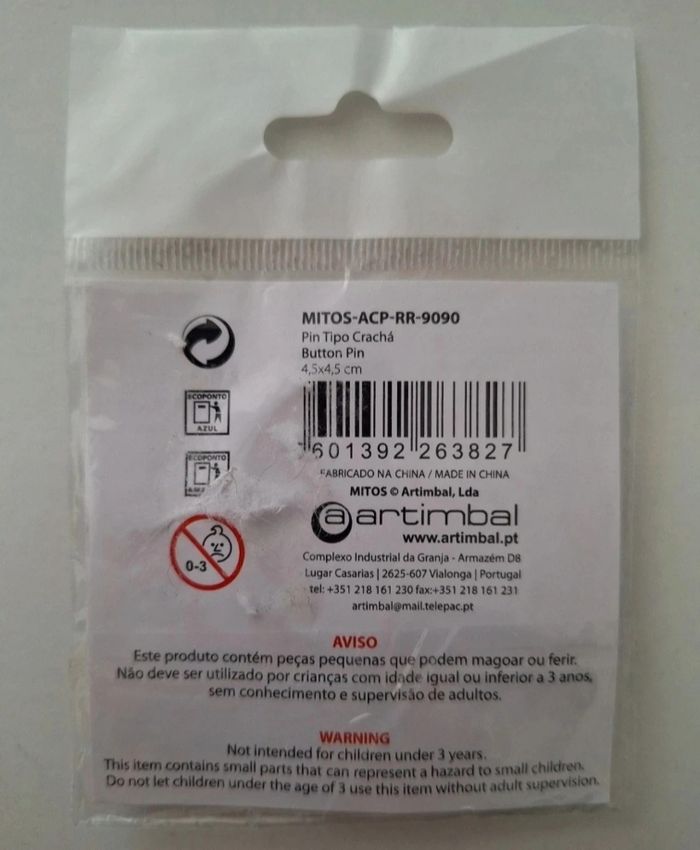 MITOS-ACP-RR-9090
Pin Tipo Crachá
Button Pin
4,5x4,5 cm
ECOPONTO
AZUL
601392 263827
ECOPONTO
FABRICADO NA CHINA / MADE IN CHINA
MITOS © Artimbal, Lda
a artimbal
www.artimbal.pt
0-3
Complexo Industrial da Granja - Armazém D8
Lugar Casarias | 2625-607 Vialonga | Portugal
tel: +351 218 161 230 fax:+351 218 161 231
artimbal@mail.telepac.pt
AVISO
Este produto contém peças pequenas que podem magoar ou ferir.
Não deve ser utilizado por crianças com idade igual ou inferior a 3 anos,
sem conhecimento e supervisão de adultos.
WARNING
Not intended for children under 3 years.
This item contains small parts that can represent a hazard to small children.
Do not let children under the age of 3 use this item without adult supervision.